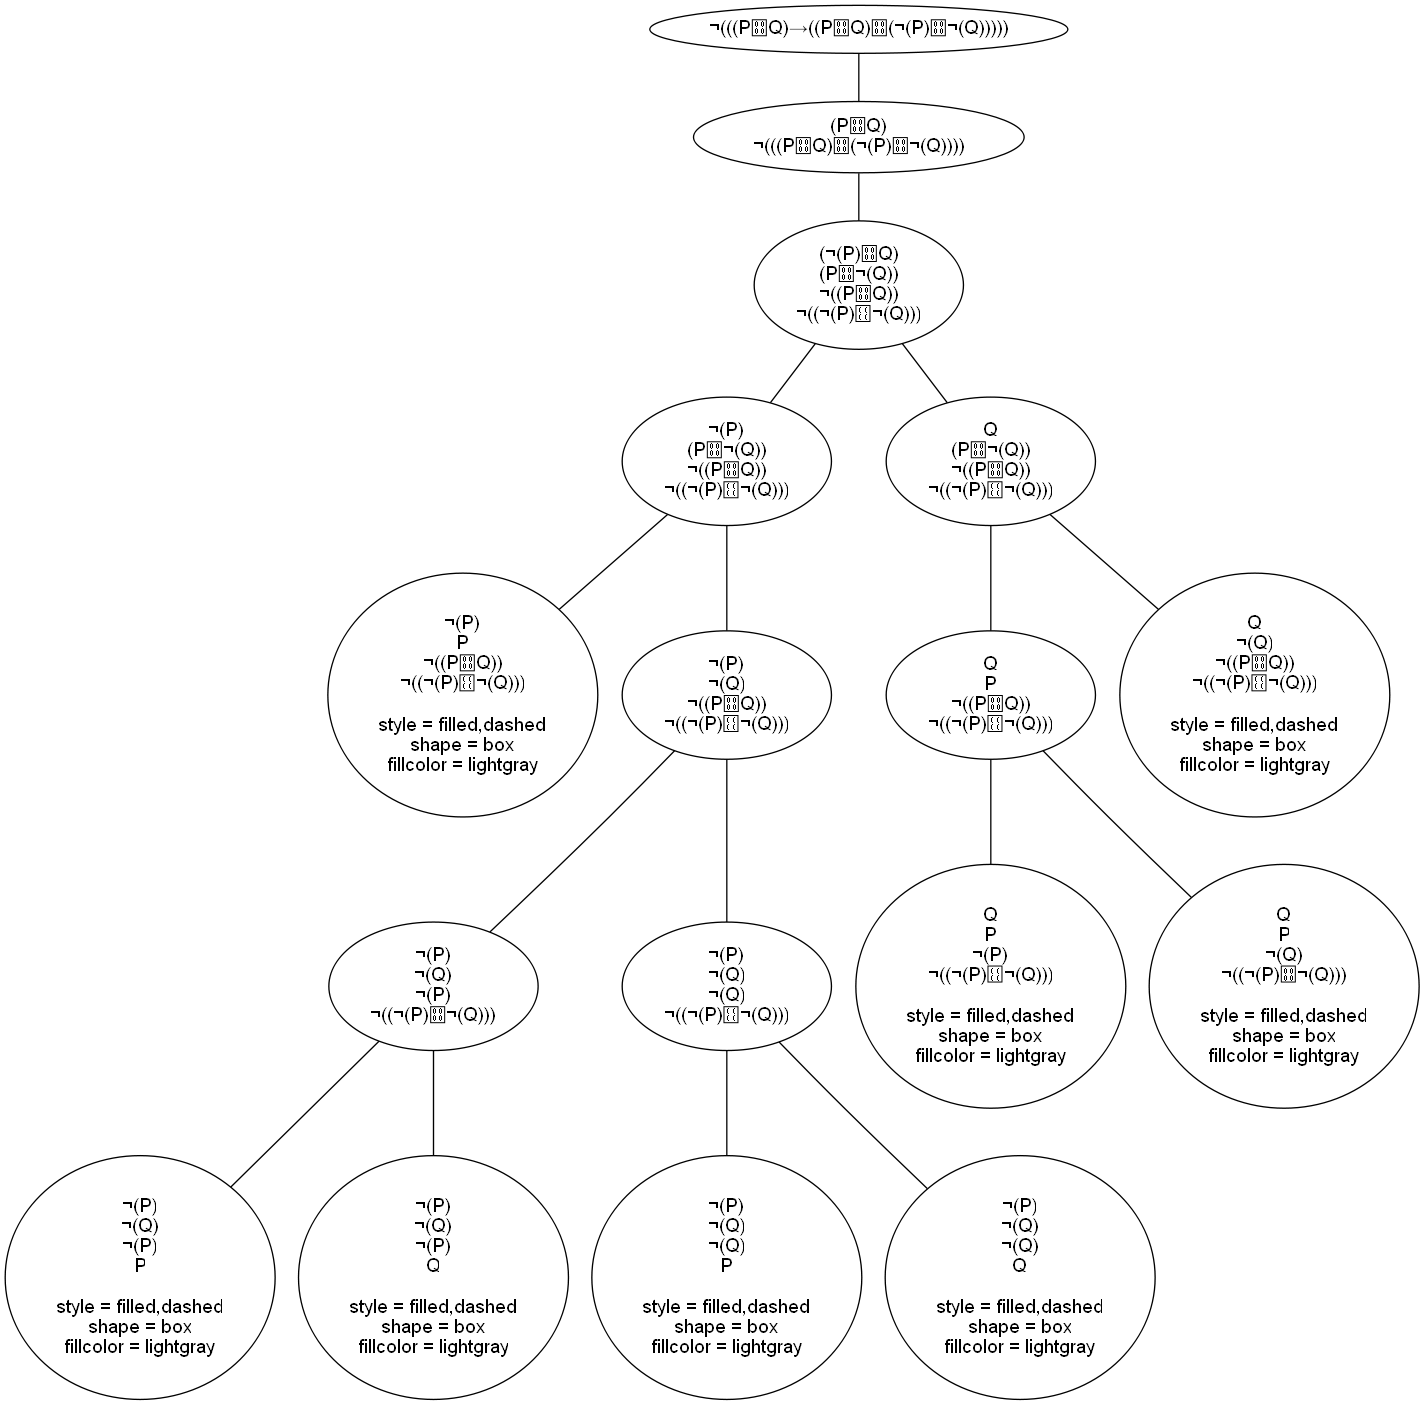 ¬(((P□Q)→((P□Q)□(¬(P)□¬(Q)))))
(P□Q)
¬(((P□Q)□(¬(P)□¬(Q))))
(¬(P)□Q)
(P□¬(Q))
¬((P□Q))
¬((¬(P)□¬(Q)))
¬(P)
(P□¬(Q))
¬((P□Q))
¬((¬(P)□¬(Q)))
Q
(P□¬(Q))
¬((P□Q))
¬((¬(P)□¬(Q)))
¬(P)
P
¬((P□Q))
¬((¬(P)□¬(Q)))
style = filled,dashed
shape = box
fillcolor = lightgray
¬(P)
¬(Q)
¬((P□Q))
¬((¬(P)□¬(Q)))
Q
P
¬((P□Q))
¬((¬(P)□¬(Q)))
Q
¬(Q)
¬((P□Q))
¬((¬(P)□¬(Q)))
style = filled,dashed
shape = box
fillcolor = lightgray
¬(P)
¬(Q)
¬(P)
¬((¬(P)□¬(Q)))
¬(P)
¬(Q)
¬(Q)
¬((¬(P)□¬(Q)))
Q
P
¬(P)
¬((¬(P)□¬(Q)))
style = filled,dashed
shape = box
fillcolor = lightgray
Q
P
¬(Q)
¬((¬(P)□¬(Q)))
style = filled,dashed
shape = box
fillcolor = lightgray
¬(P)
¬(Q)
¬(P)
P
style = filled,dashed
shape = box
fillcolor = lightgray
¬(P)
¬(Q)
¬(P)
Q
style = filled,dashed
shape = box
fillcolor = lightgray
¬(P)
¬(Q)
¬(Q)
P
style = filled,dashed
shape = box
fillcolor = lightgray
¬(P)
¬(Q)
¬(Q)
Q
style = filled,dashed
shape = box
fillcolor = lightgray